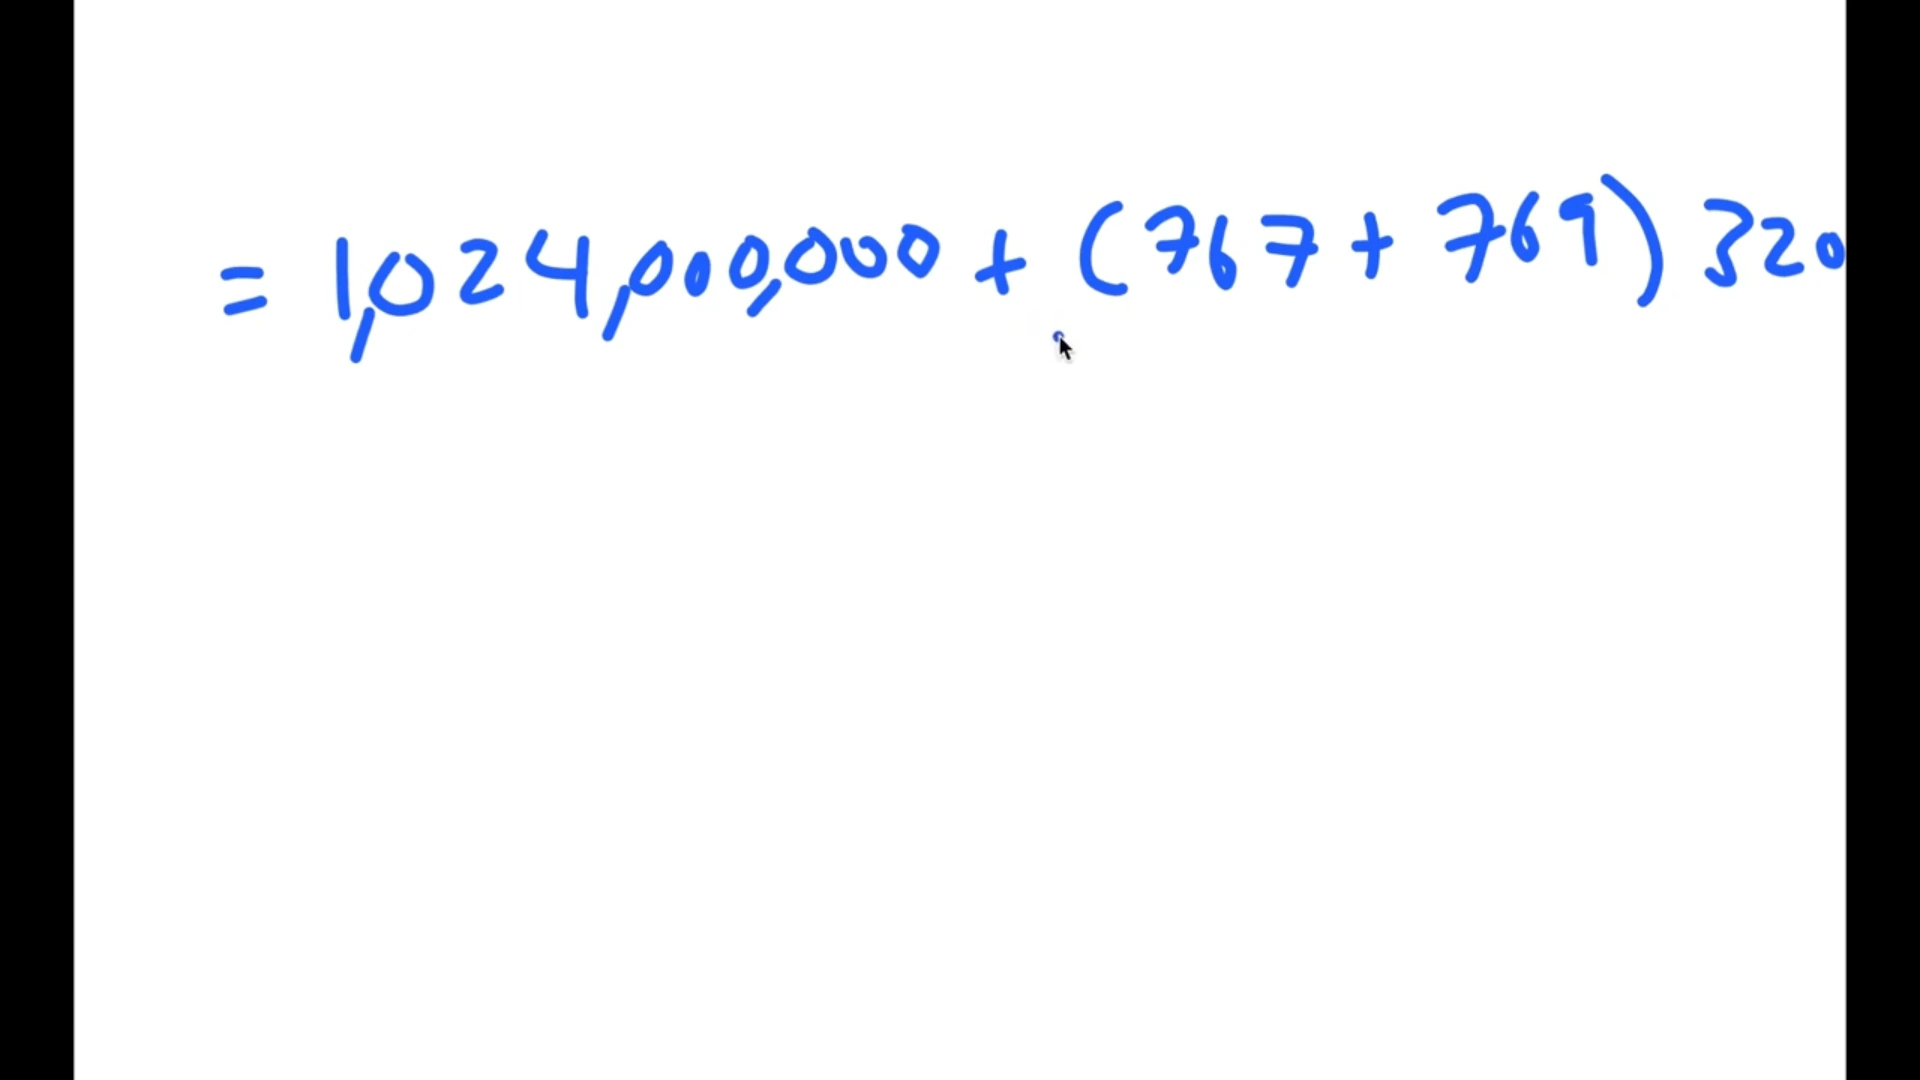 = 1,024,000,000 + (767 + 769) 320